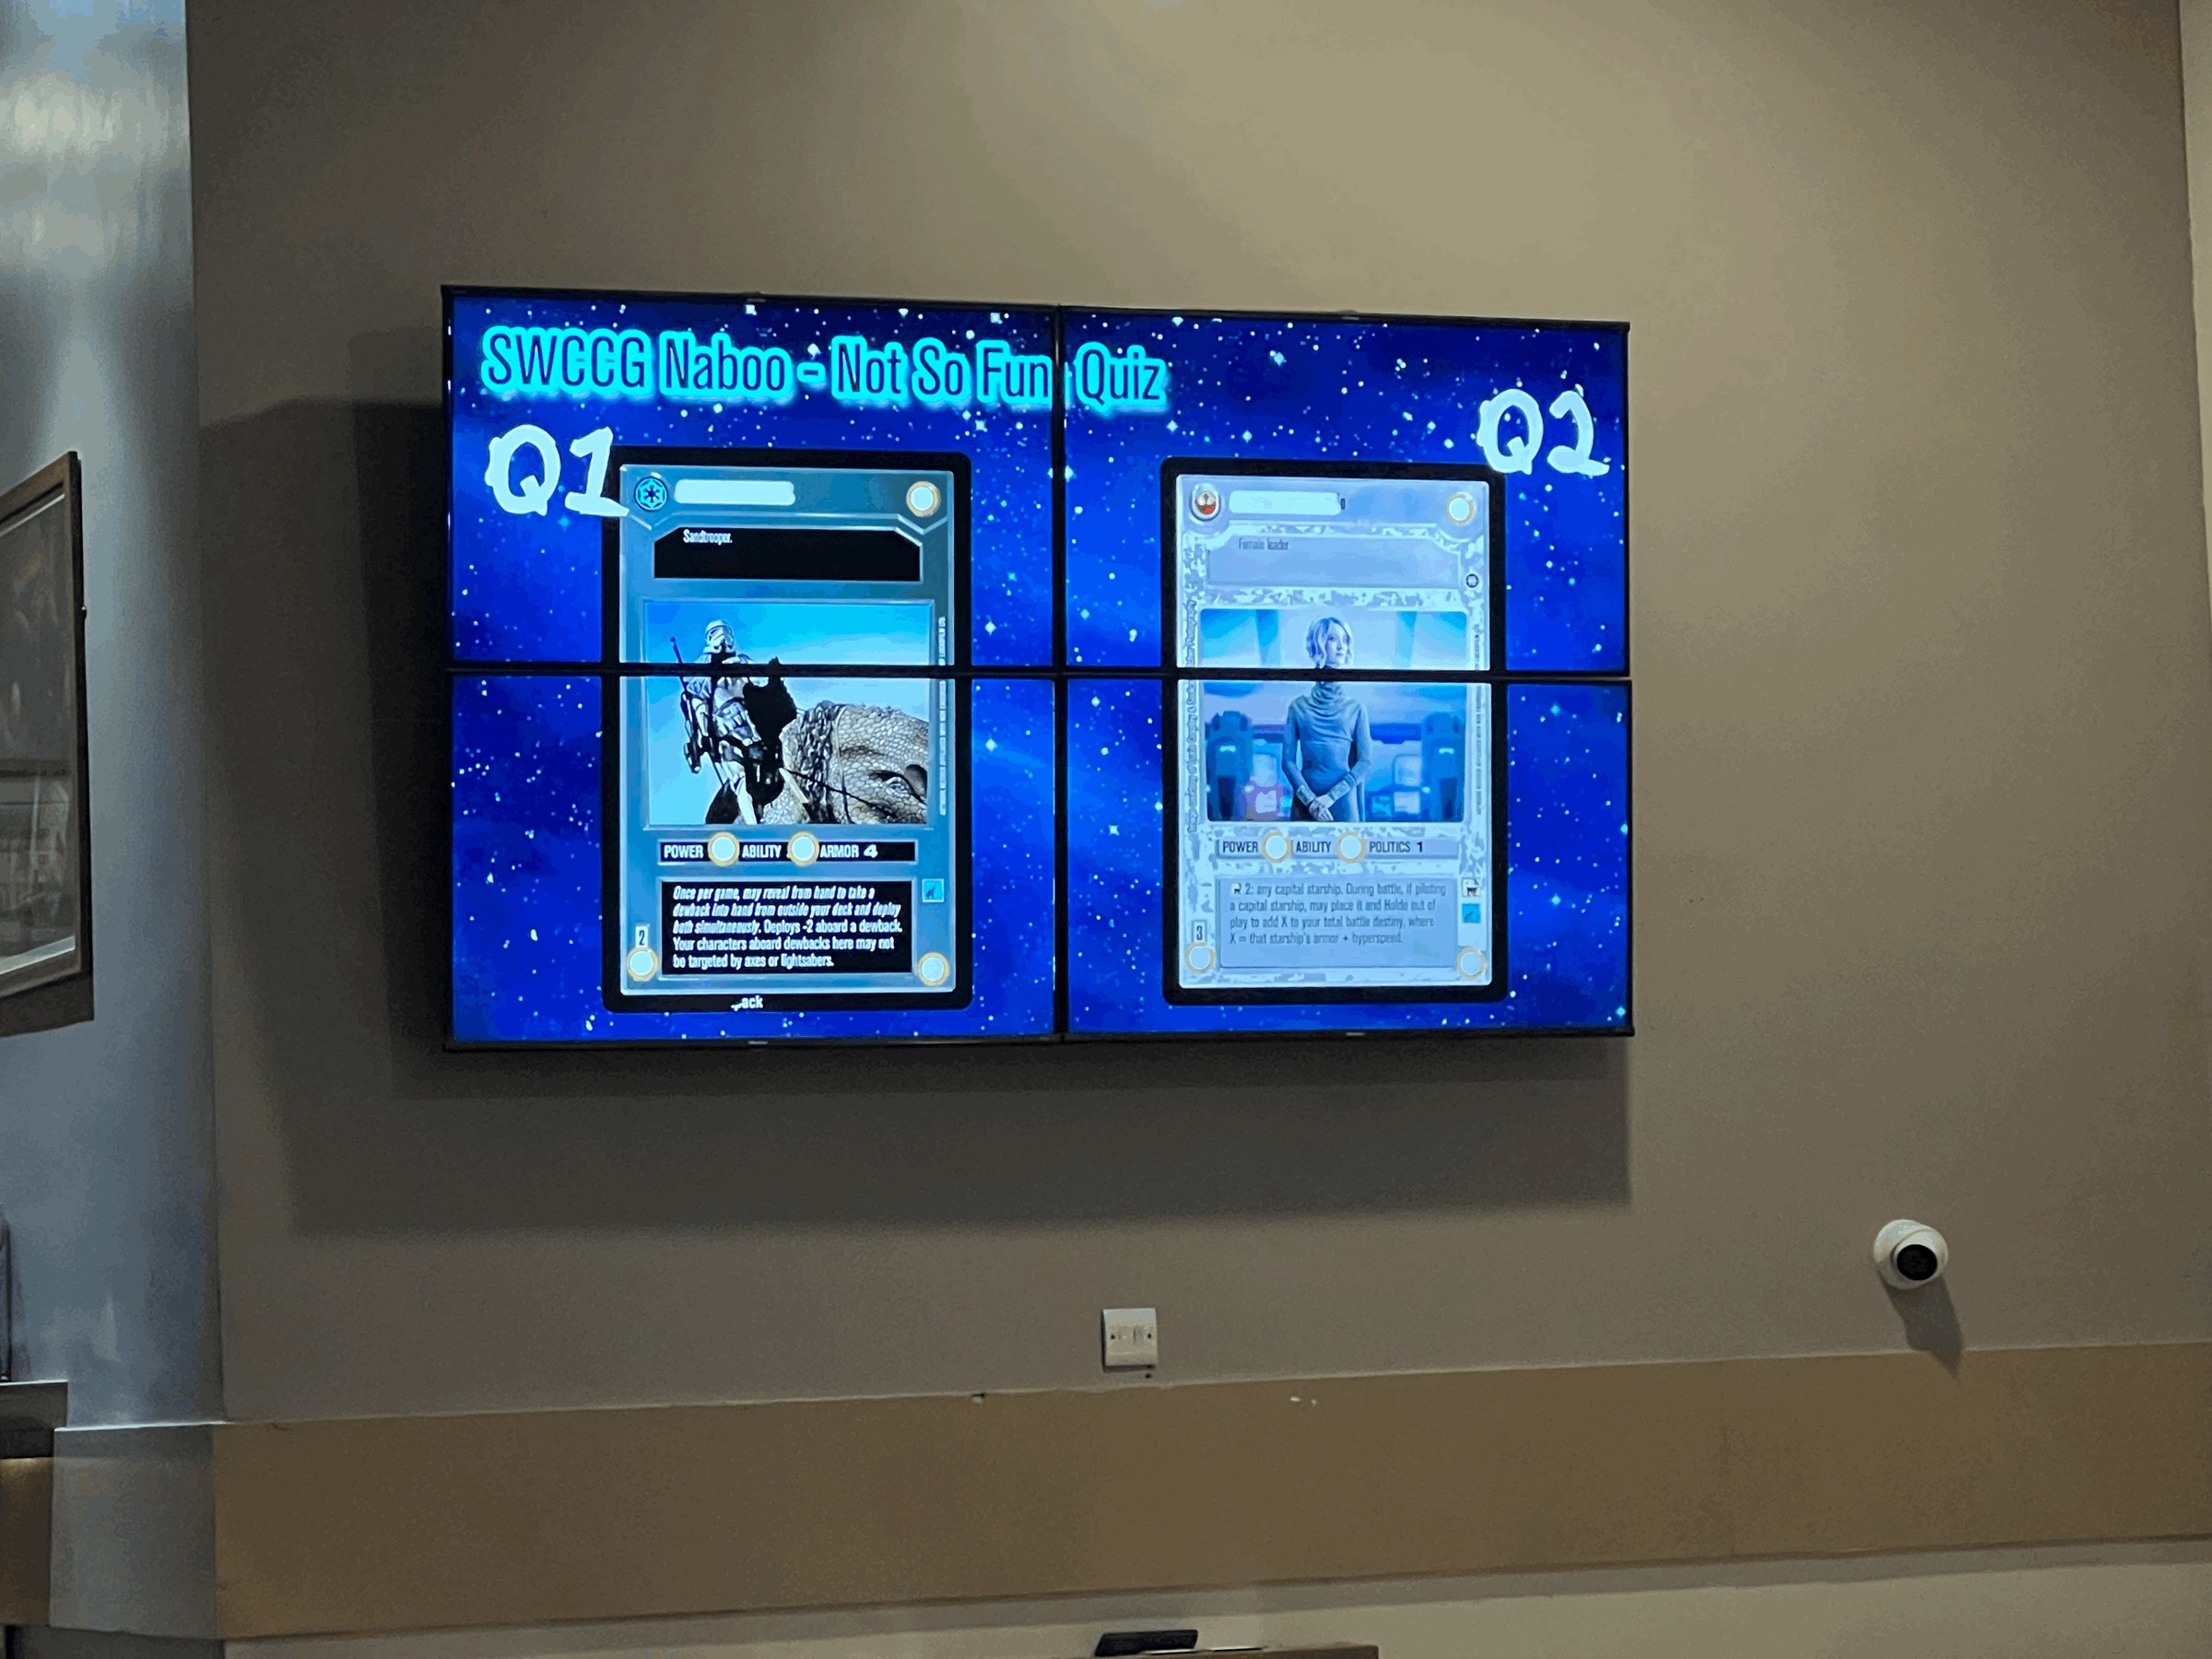 SWCCG Naboo - Not So Fun Quiz
Q1
Sandtrooper.
POWER ABILITY ARMOR 4
Once per game, may reveal from hand to take a
dewback into hand from outside your deck and deploy
both simultaneously. Deploys -2 aboard a dewback.
Your characters aboard dewbacks here may not
be targeted by axes or lightsabers.
2
ack
Q2
Female leader
POWER ABILITY POLITICS 1
2: any capital starship. During battle, if piloting
a capital starship, may place it and Holdo out of
play to add X to your total battle destiny, where
X = that starship's armor + hyperspeed.
3